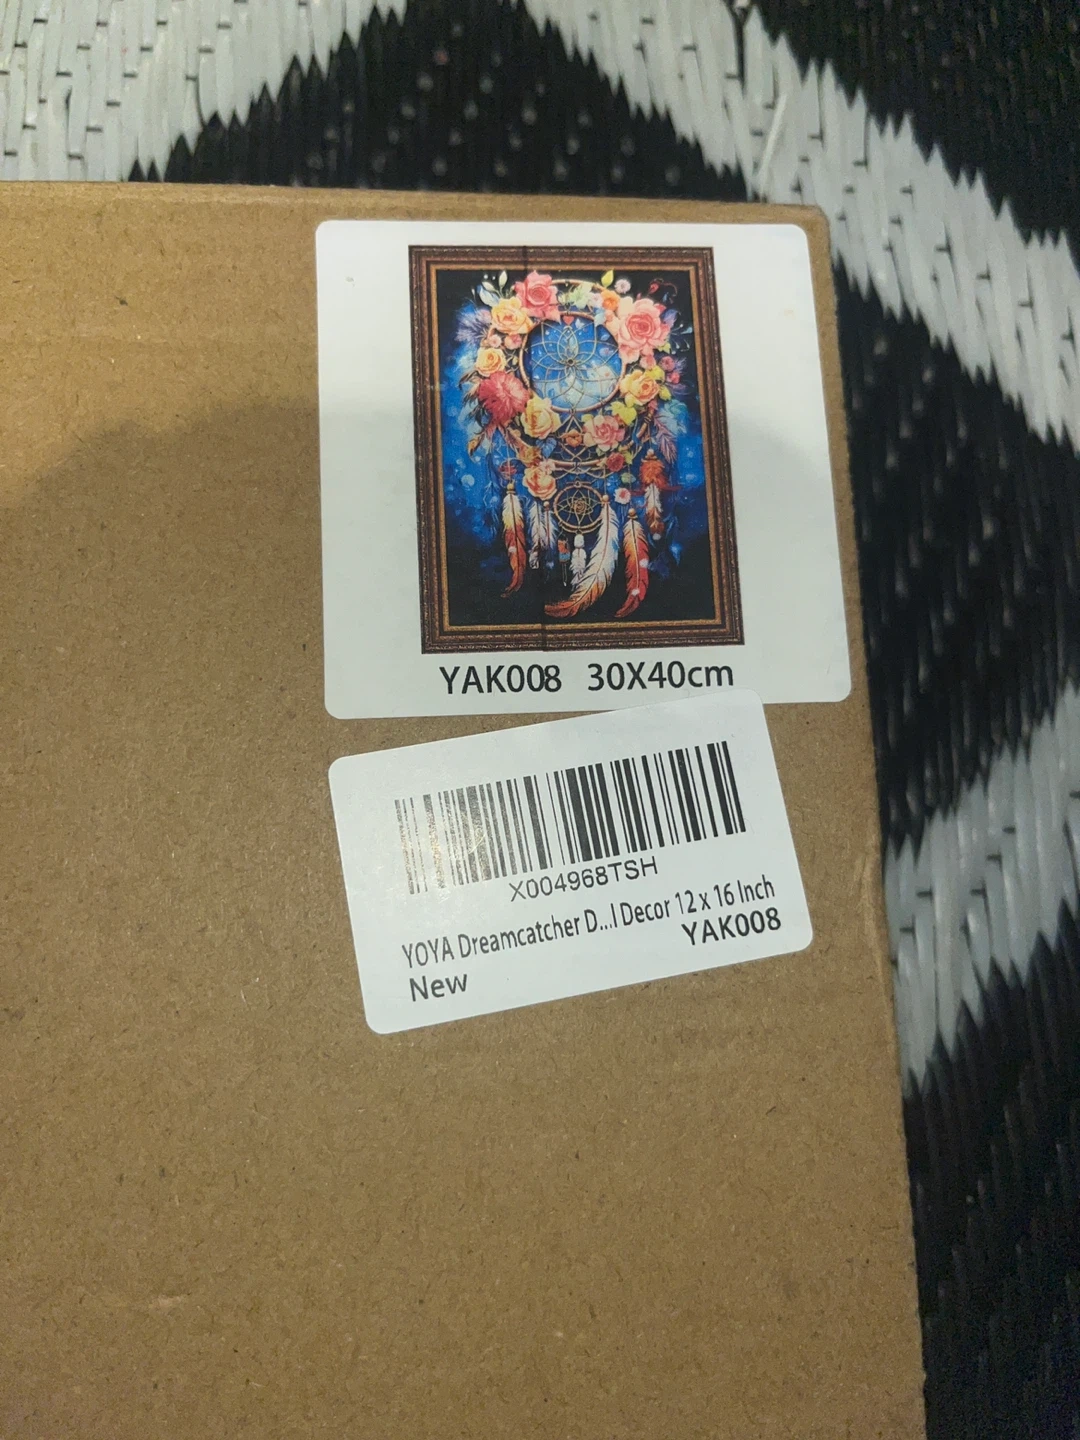 YAK008 30X40cm
X004968TSH
YOYA Dreamcatcher D...l Decor 12 x 16 Inch
YAK008
New